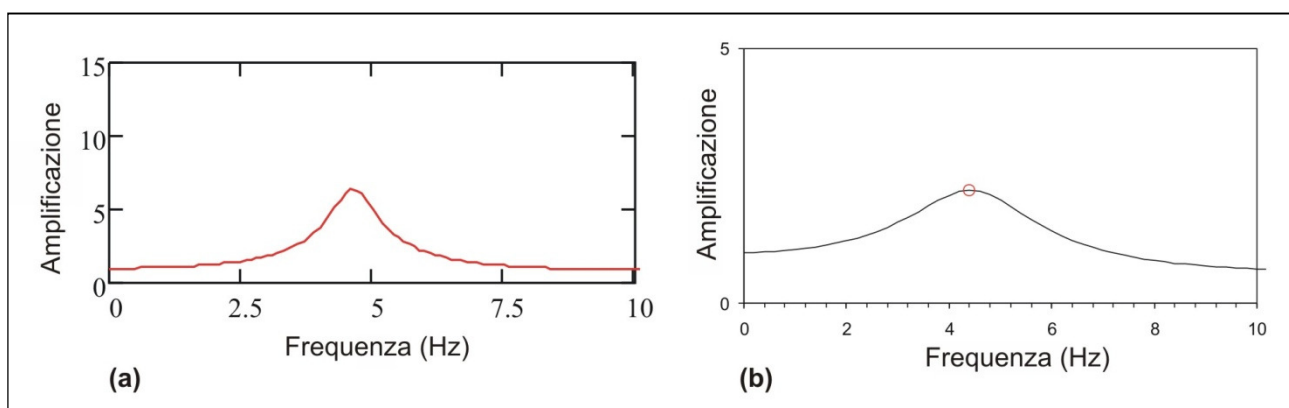 15
10
5
0
Amplificazione
0 2.5 5 7.5 10
Frequenza (Hz)
(a)
5
0
Amplificazione
0 2 4 6 8 10
Frequenza (Hz)
(b)